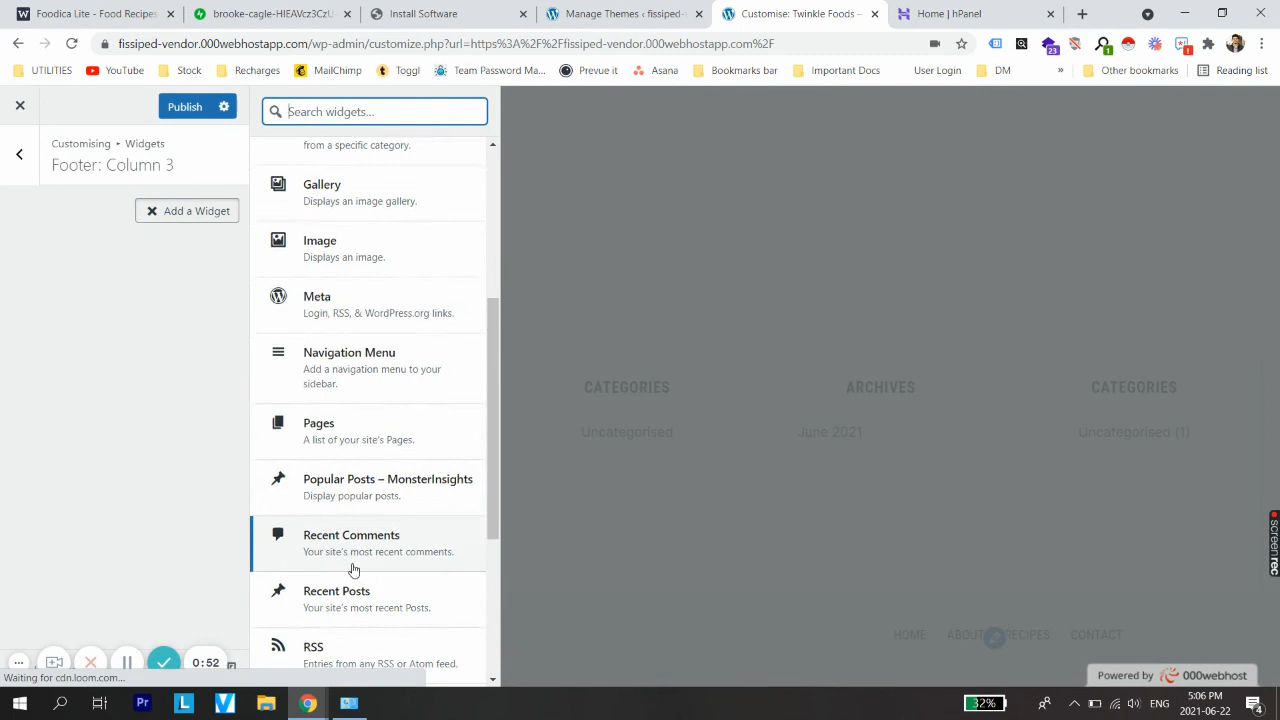 Foodica Lite - Food Recipes
brooke-cagle-HIEAVcz3CzU
Install Software
Manage Themes ‹ fissiped-
Customise: Twinkle Foods –
Home | hPanel
fissiped-vendor.000webhostapp.com/wp-admin/customize.php?url=https%3A%2F%2Ffissiped-vendor.000webhostapp.com%2F
23
1
1
UTILITIES
YouTube
Stock
Recharges
MailChimp
Toggl
Team Password Ma...
Prevue it
Asana
Bookmarks bar
Important Docs
User Login
DM
»
Other bookmarks
Reading list
Publish
Search widgets...
Customising ▸ Widgets
Footer: Column 3
Add a Widget
from a specific category.
Gallery
Displays an image gallery.
Image
Displays an image.
Meta
Login, RSS, & WordPress.org links.
Navigation Menu
Add a navigation menu to your
sidebar.
Pages
A list of your site's Pages.
Popular Posts – MonsterInsights
Display popular posts.
Recent Comments
Your site's most recent comments.
Recent Posts
Your site's most recent Posts.
RSS
Entries from any RSS or Atom feed.
CATEGORIES
ARCHIVES
CATEGORIES
Uncategorised
June 2021
Uncategorised (1)
HOME
ABOUT
RECIPES
CONTACT
Powered by 000webhost
screenrec
0:52
Waiting for cdn.loom.com...
Pr
L
32%
ENG
5:06 PM
2021-06-22
4